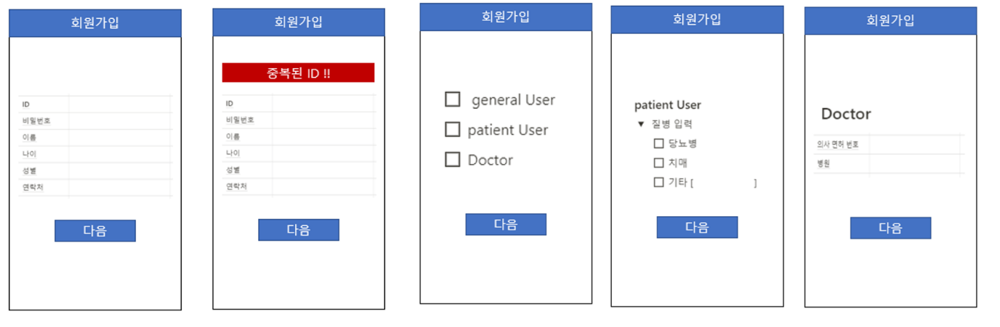 회원가입
ID
비밀번호
이름
나이
성별
연락처
다음
회원가입
중복된 ID !!
ID
비밀번호
이름
나이
성별
연락처
다음
회원가입
general User
patient User
Doctor
다음
회원가입
patient User
▼ 질병 입력
당뇨병
치매
기타 [ ]
다음
회원가입
Doctor
의사 면허 번호
병원
다음